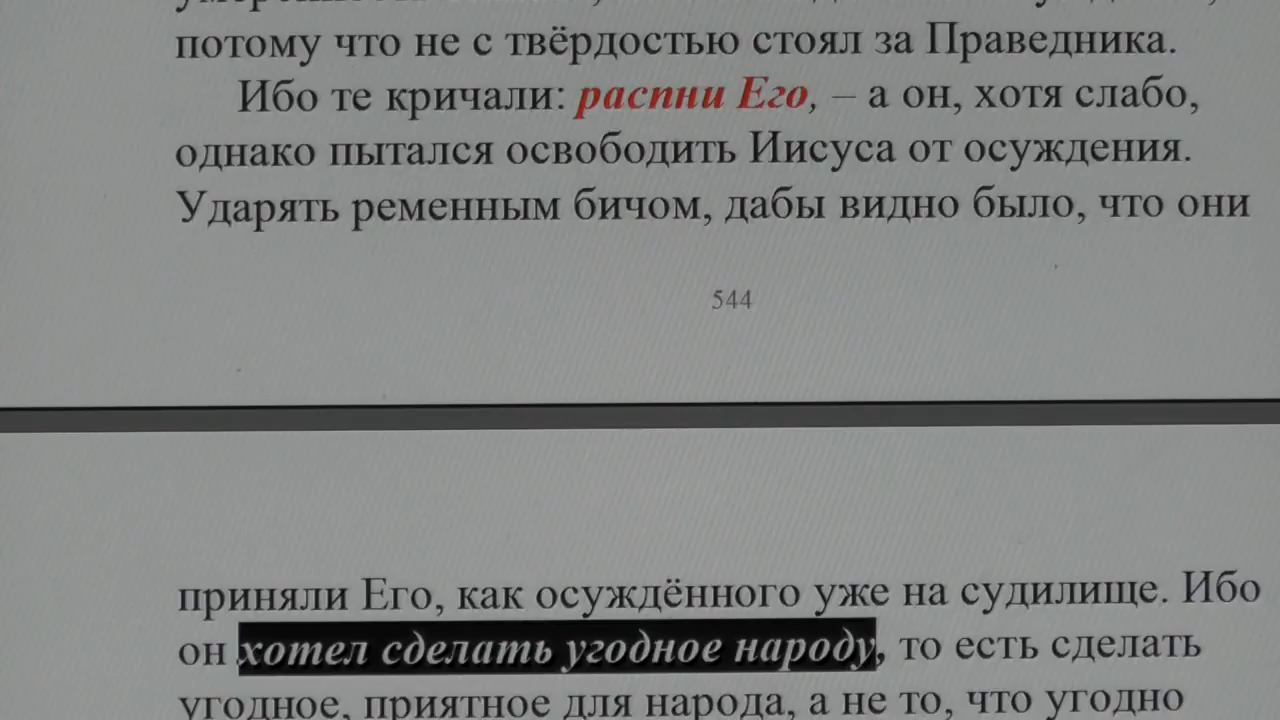 потому что не с твёрдостью стоял за Праведника.
Ибо те кричали: распни Его, – а он, хотя слабо,
однако пытался освободить Иисуса от осуждения.
Ударять ременным бичом, дабы видно было, что они
544
приняли Его, как осуждённого уже на судилище. Ибо
он хотел сделать угодное народу, то есть сделать
угодное, приятное для народа, а не то, что угодно